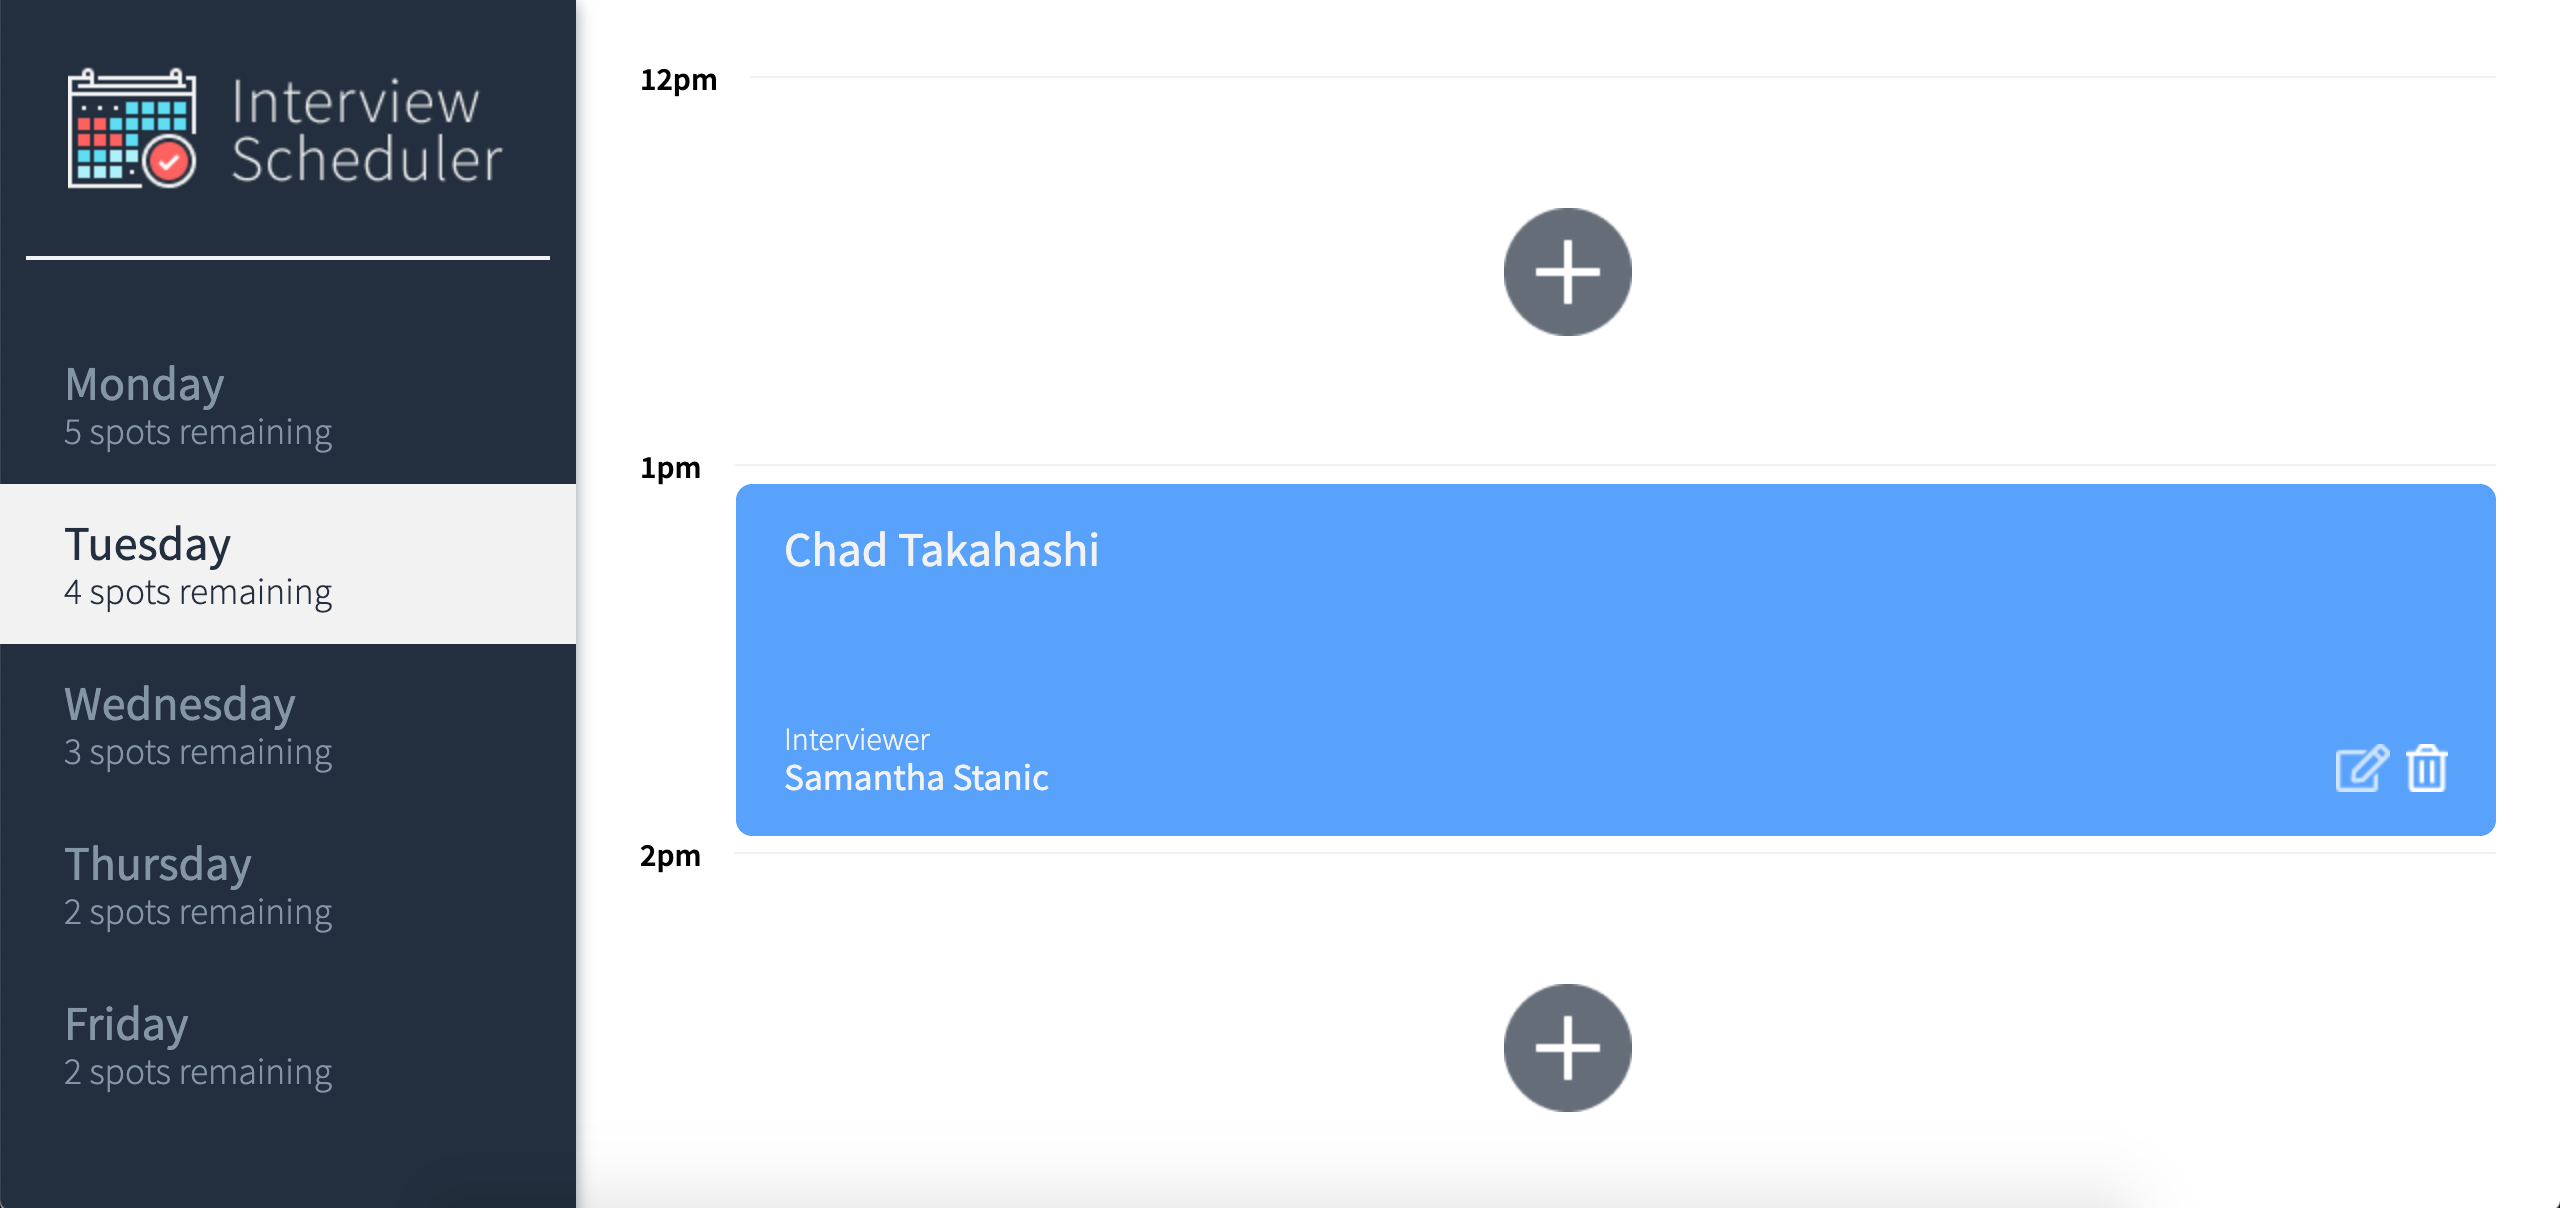 Interview
Scheduler
Monday
5 spots remaining
Tuesday
4 spots remaining
Wednesday
3 spots remaining
Thursday
2 spots remaining
Friday
2 spots remaining
12pm
1pm
Chad Takahashi
Interviewer
Samantha Stanic
2pm